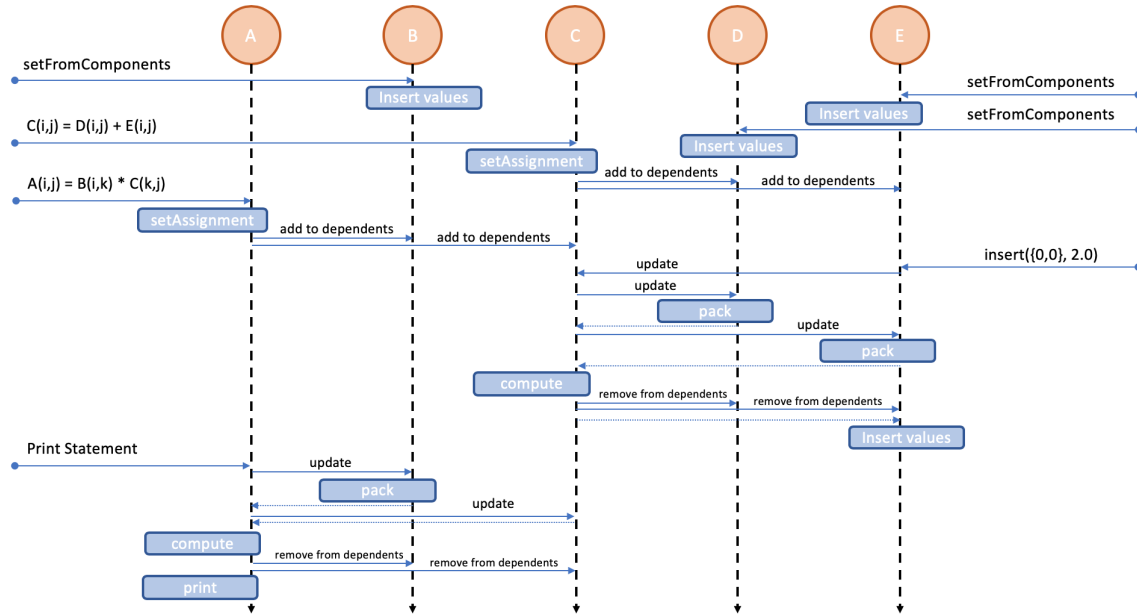 A
B
C
D
E
setFromComponents
setFromComponents
Insert values
Insert values
setFromComponents
C(i,j) = D(i,j) + E(i,j)
Insert values
setAssignment
add to dependents
add to dependents
A(i,j) = B(i,k) * C(k,j)
setAssignment
add to dependents
add to dependents
insert({0,0}, 2.0)
update
update
pack
update
pack
compute
remove from dependents
remove from dependents
Insert values
Print Statement
update
pack
update
compute
remove from dependents
remove from dependents
print